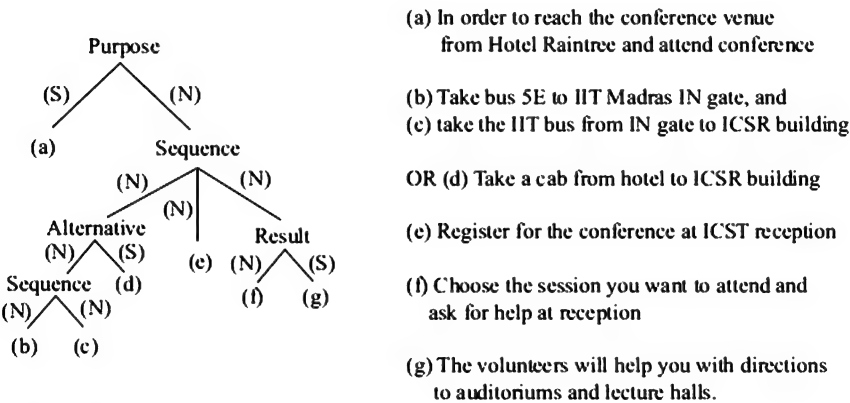 Purpose
(S)
(N)
(a)
Sequence
(N)
(N)
(N)
Alternative
(N)
(S)
Result
(e)
(N)
(S)
Sequence
(d)
(f)
(g)
(N)
(N)
(b)
(c)
(a) In order to reach the conference venue
from Hotel Raintree and attend conference
(b) Take bus 5E to IIT Madras IN gate, and
(c) take the IIT bus from IN gate to ICSR building
OR (d) Take a cab from hotel to ICSR building
(e) Register for the conference at ICST reception
(f) Choose the session you want to attend and
ask for help at reception
(g) The volunteers will help you with directions
to auditoriums and lecture halls.